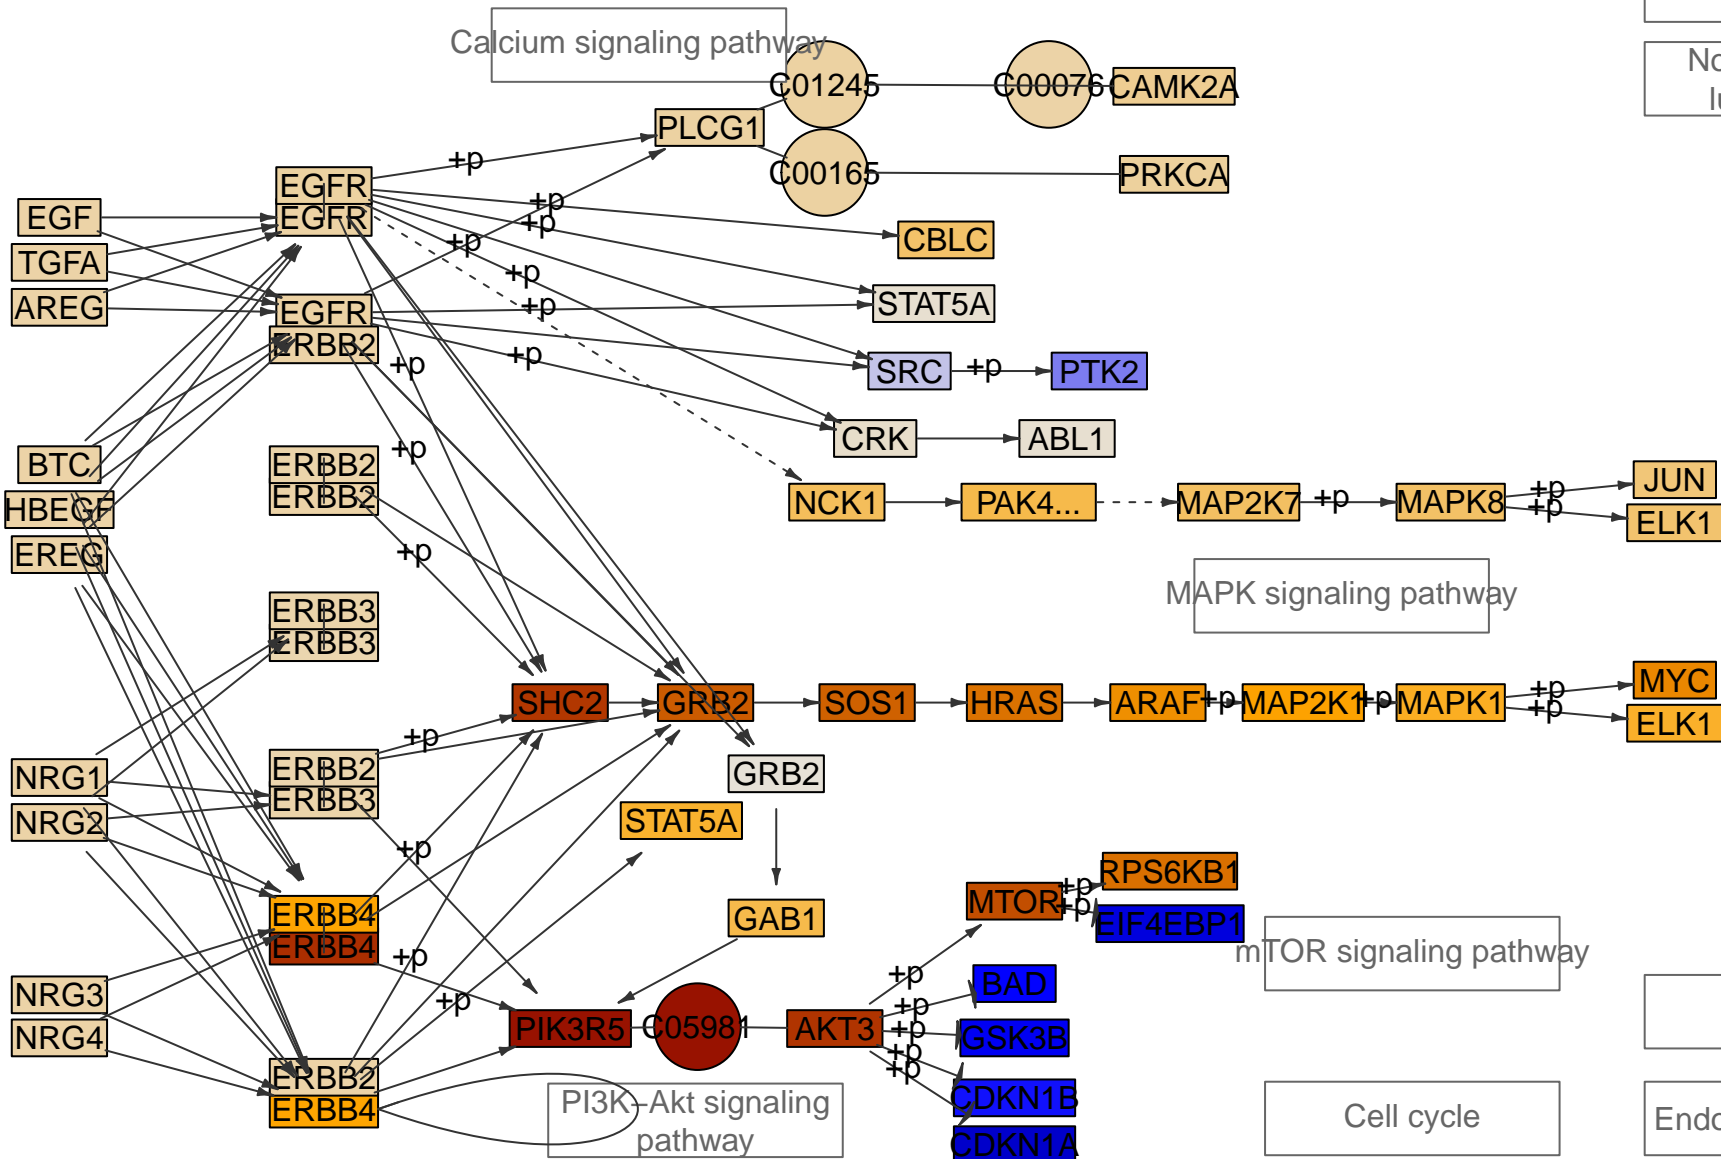 Calcium signaling pathway
C01245
C00076
CAMK2A
PLCG1
C00165
PRKCA
+p
EGFR
EGFR
EGF
TGFA
AREG
+p
+p
+p
CBLC
+p
STAT5A
EGFR
ERBB2
+p
+p
+p
SRC
+p
PTK2
CRK
ABL1
BTC
HBEGF
EREG
ERBB2
ERBB2
+p
NCK1
PAK4...
MAP2K7
+p
MAPK8
+p
+p
JUN
ELK1
+p
MAPK signaling pathway
ERBB3
ERBB3
SHC2
GRB2
SOS1
HRAS
ARAF
+p
MAP2K1
+p
MAPK1
+p
+p
MYC
ELK1
+p
NRG1
NRG2
ERBB2
ERBB3
GRB2
STAT5A
+p
ERBB4
ERBB4
GAB1
MTOR
+p
+p
RPS6KB1
EIF4EBP1
mTOR signaling pathway
+p
+p
+p
BAD
NRG3
NRG4
PIK3R5
C05981
AKT3
+p
+p
+p
+p
GSK3B
ERBB2
ERBB4
PI3K−Akt signaling
pathway
CDKN1B
CDKN1A
Cell cycle